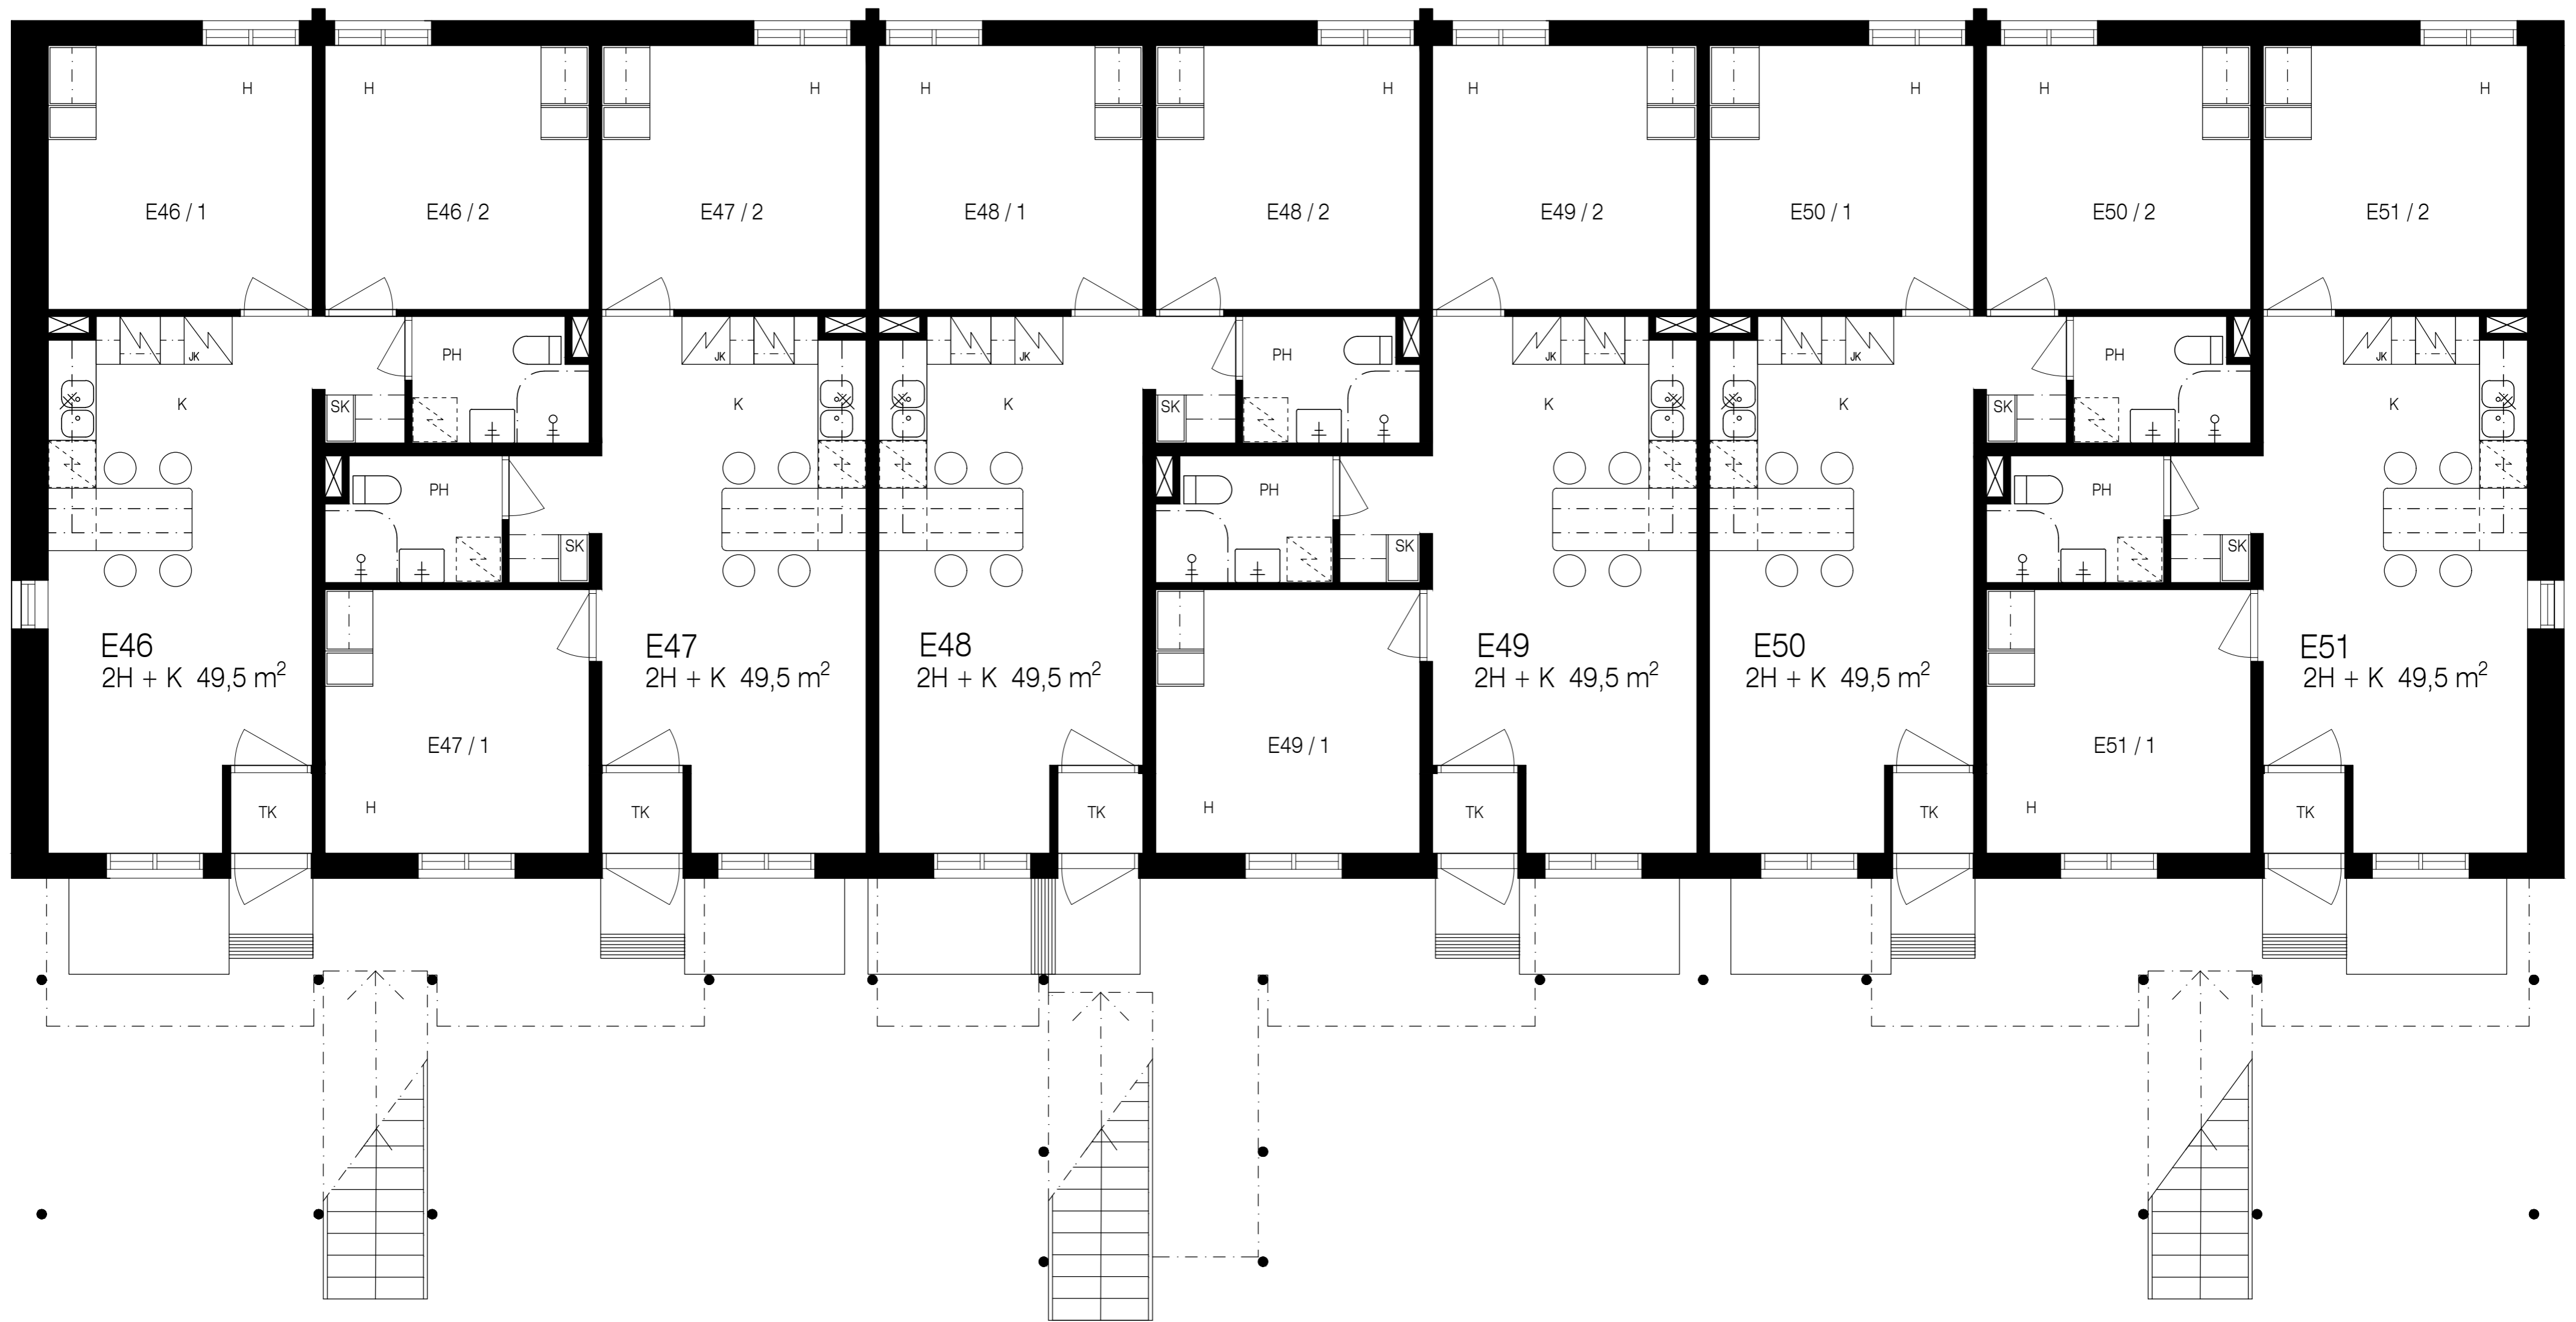 H H H H H H H H H
E46 / 1 E46 / 2 E47 / 2 E48 / 1 E48 / 2 E49 / 2 E50 / 1 E50 / 2 E51 / 2
JK PH JK JK PH JK JK PH JK
K SK K K SK K K SK K
PH PH PH
SK SK SK
E46 E47 E48 E49 E50 E51
2H + K 49,5 m² 2H + K 49,5 m² 2H + K 49,5 m² 2H + K 49,5 m² 2H + K 49,5 m² 2H + K 49,5 m²
E47 / 1 E49 / 1 E51 / 1
TK H TK TK H TK TK H TK